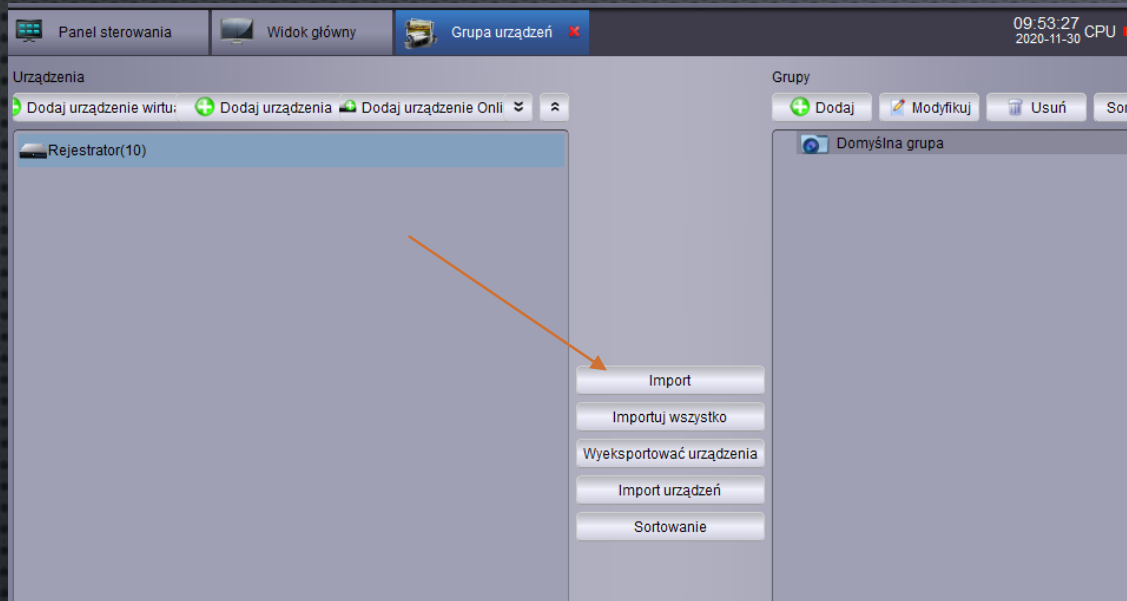 Panel sterowania
Widok główny
Grupa urządzeń
09:53:27
2020-11-30
CPU
Urządzenia
Grupy
Dodaj urządzenie wirtu
Dodaj urządzenia
Dodaj urządzenie Onli
Dodaj
Modyfikuj
Usuń
Sor
Rejestrator(10)
Domyślna grupa
Import
Importuj wszystko
Wyeksportować urządzenia
Import urządzeń
Sortowanie